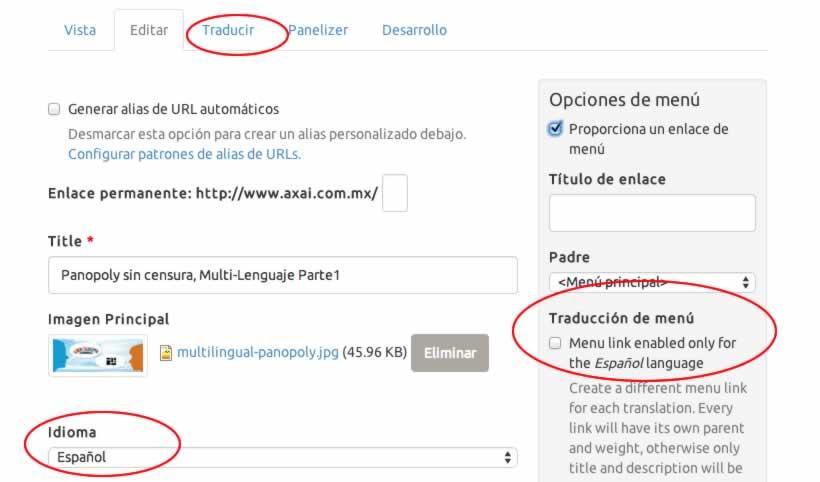 Vista
Editar
Traducir
Panelizer
Desarrollo
Generar alias de URL automáticos
Desmarcar esta opción para crear un alias personalizado debajo.
Configurar patrones de alias de URLs.
Enlace permanente: http://www.axai.com.mx/
Title *
Panopoly sin censura, Multi-Lenguaje Parte1
Imagen Principal
multilingual-panopoly.jpg (45.96 KB)
Eliminar
Idioma
Español
Opciones de menú
Proporciona un enlace de
menú
Título de enlace
Padre
<Menú principal>
Traducción de menú
Menu link enabled only for
the Español language
Create a different menu link
for each translation. Every
link will have its own parent
and weight, otherwise only
title and description will be